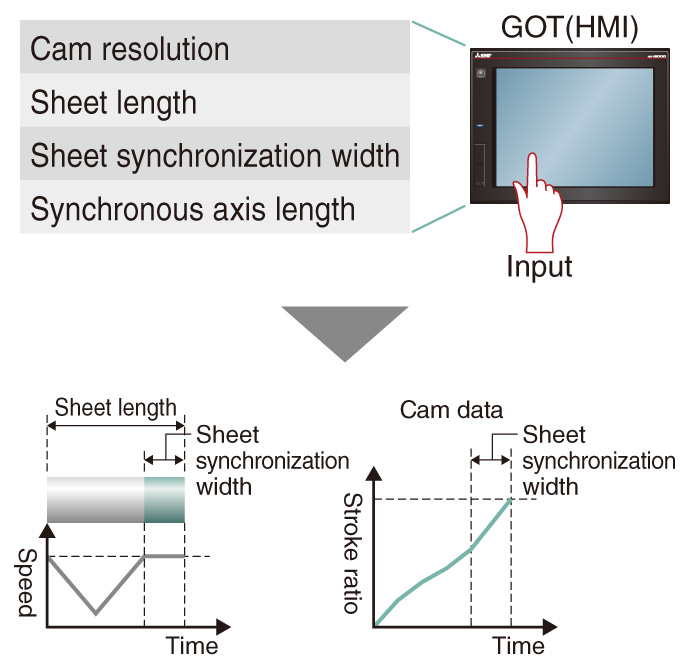 GOT(HMI)
Cam resolution
Sheet length
Sheet synchronization width
Synchronous axis length
Input
Sheet length
Sheet
synchronization
width
Speed
Time
Cam data
Sheet
synchronization
width
Stroke ratio
Time